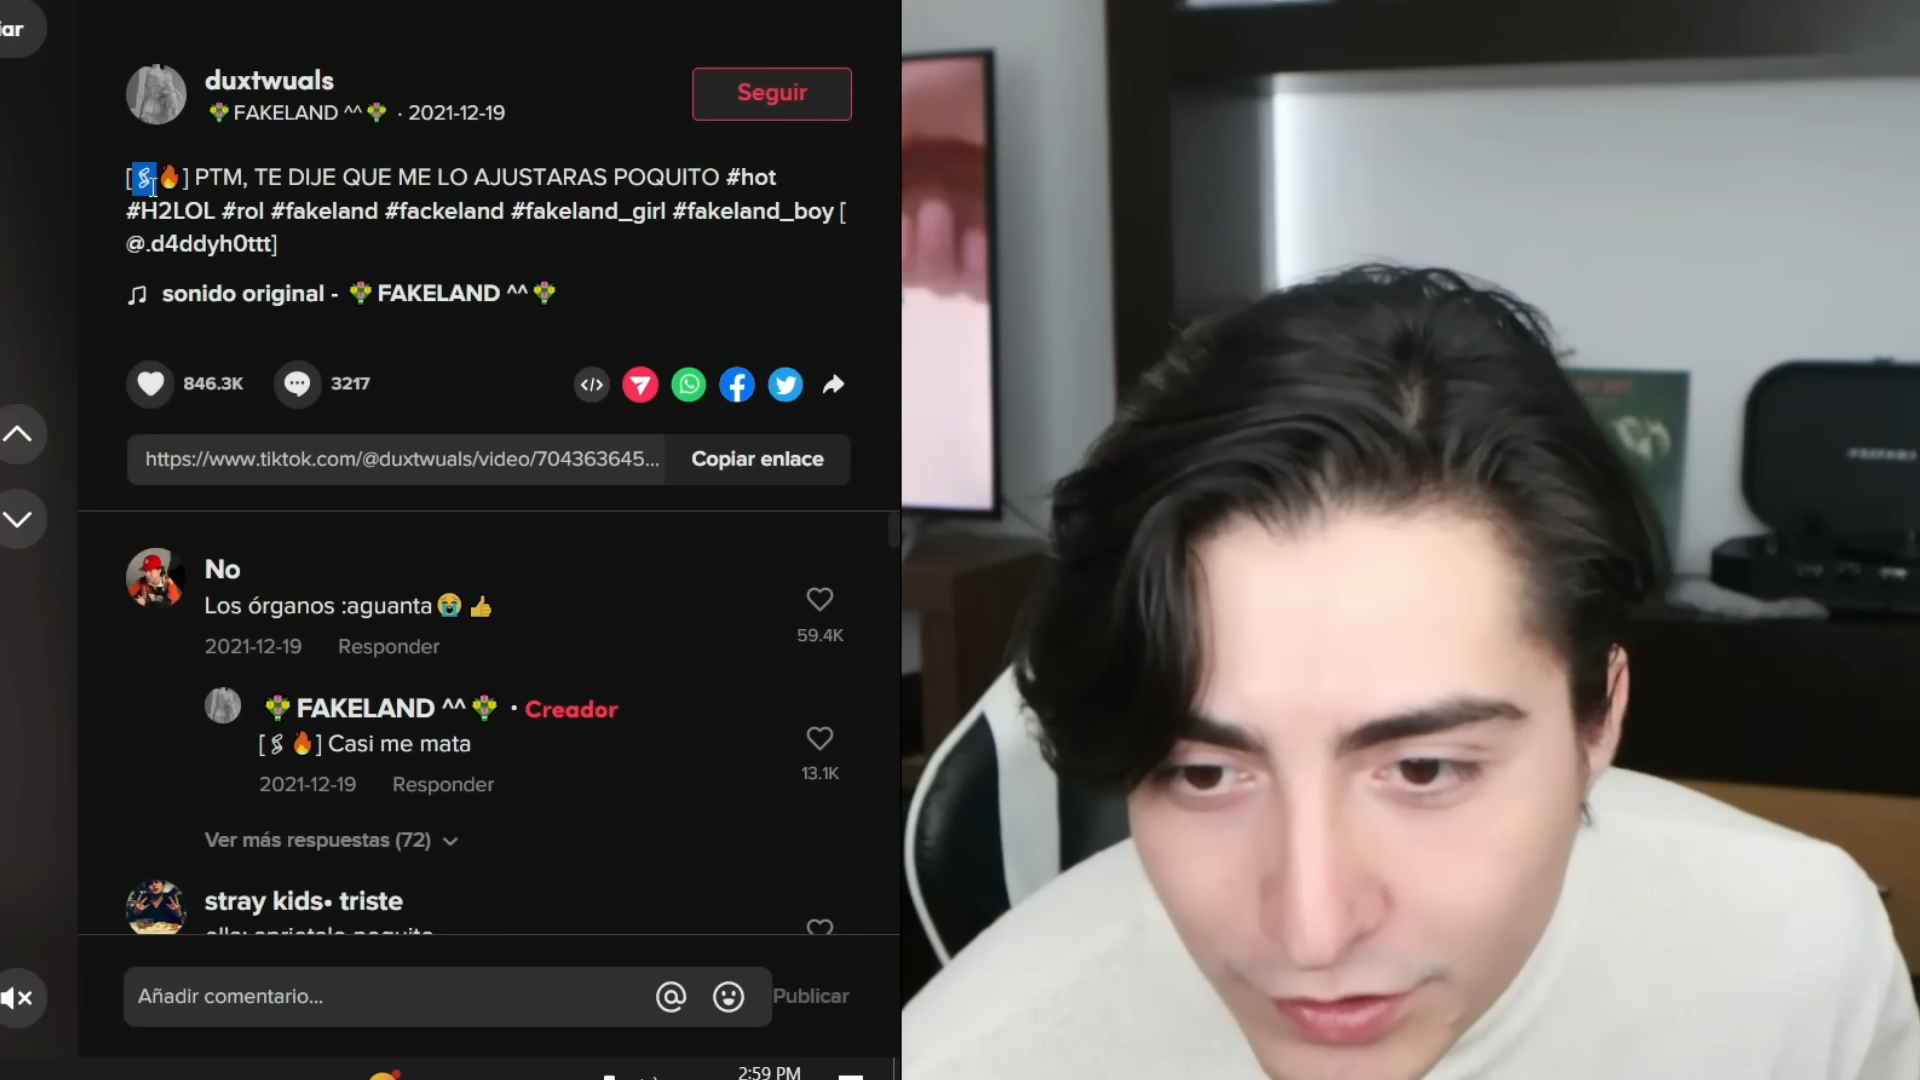 iar
duxtwuals
FAKELAND ^^ · 2021-12-19
Seguir
[🔥] PTM, TE DIJE QUE ME LO AJUSTARAS POQUITO #hot
#H2LOL #rol #fakeland #fackeland #fakeland_girl #fakeland_boy [
@.d4ddyh0ttt]
sonido original - FAKELAND ^^
846.3K
3217
https://www.tiktok.com/@duxtwuals/video/704363645...
Copiar enlace
No
Los órganos :aguanta😭👍
59.4K
2021-12-19 Responder
FAKELAND ^^ · Creador
[🔥] Casi me mata
13.1K
2021-12-19 Responder
Ver más respuestas (72)
stray kids• triste
Añadir comentario...
Publicar
2:59 PM